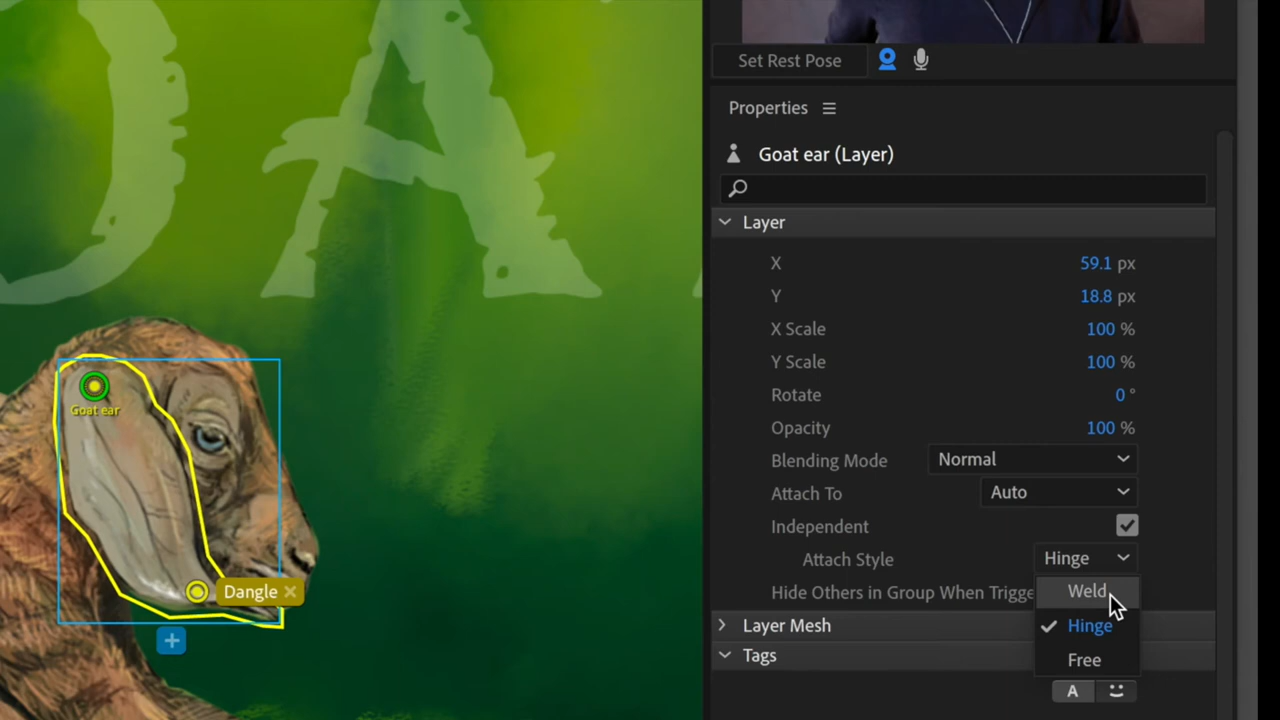 DA
Set Rest Pose
Properties
Goat ear (Layer)
Layer
X 59.1 px
Y 18.8 px
X Scale 100 %
Y Scale 100 %
Rotate 0 °
Opacity 100 %
Blending Mode Normal
Attach To Auto
Independent
Attach Style Hinge
Hide Others in Group When Trigge
Weld
Hinge
Free
Layer Mesh
Tags
A
Goat ear
Dangle